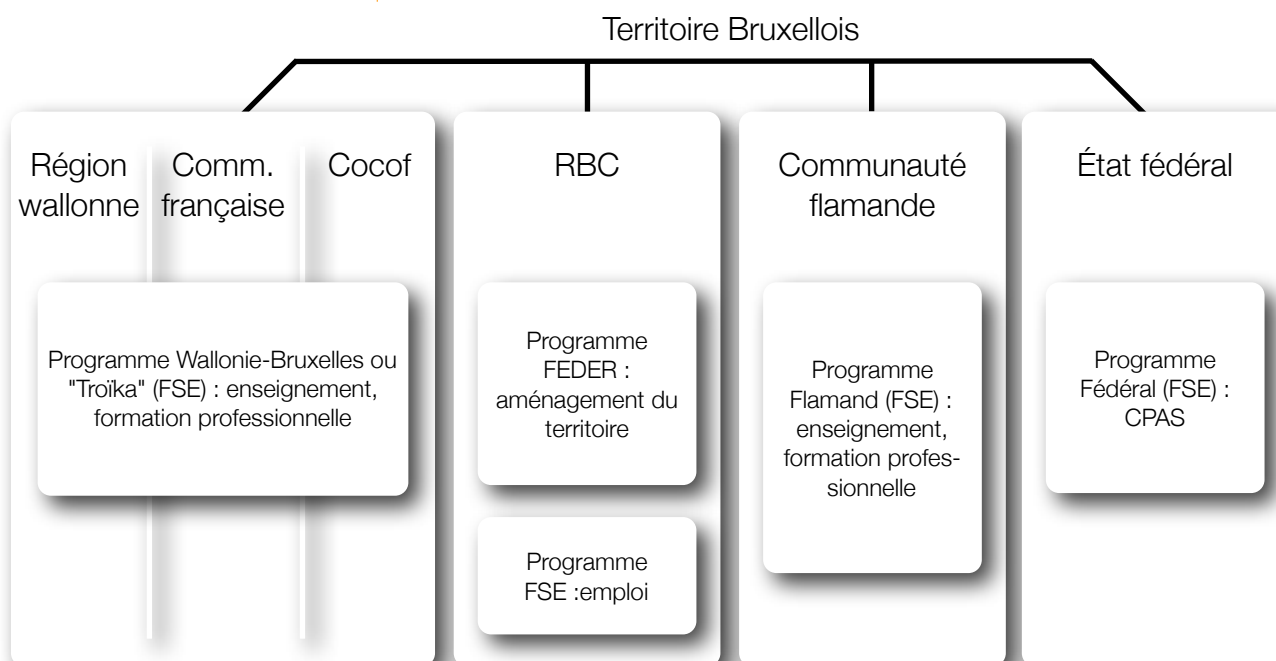 Territoire Bruxellois
Région
wallonne
Comm.
française
Cocof
Programme Wallonie-Bruxelles ou
"Troïka" (FSE) : enseignement,
formation professionnelle
RBC
Programme
FEDER :
aménagement du
territoire
Programme
FSE :emploi
Communauté
flamande
Programme
Flamand (FSE) :
enseignement,
formation profes-
sionnelle
État fédéral
Programme
Fédéral (FSE) :
CPAS